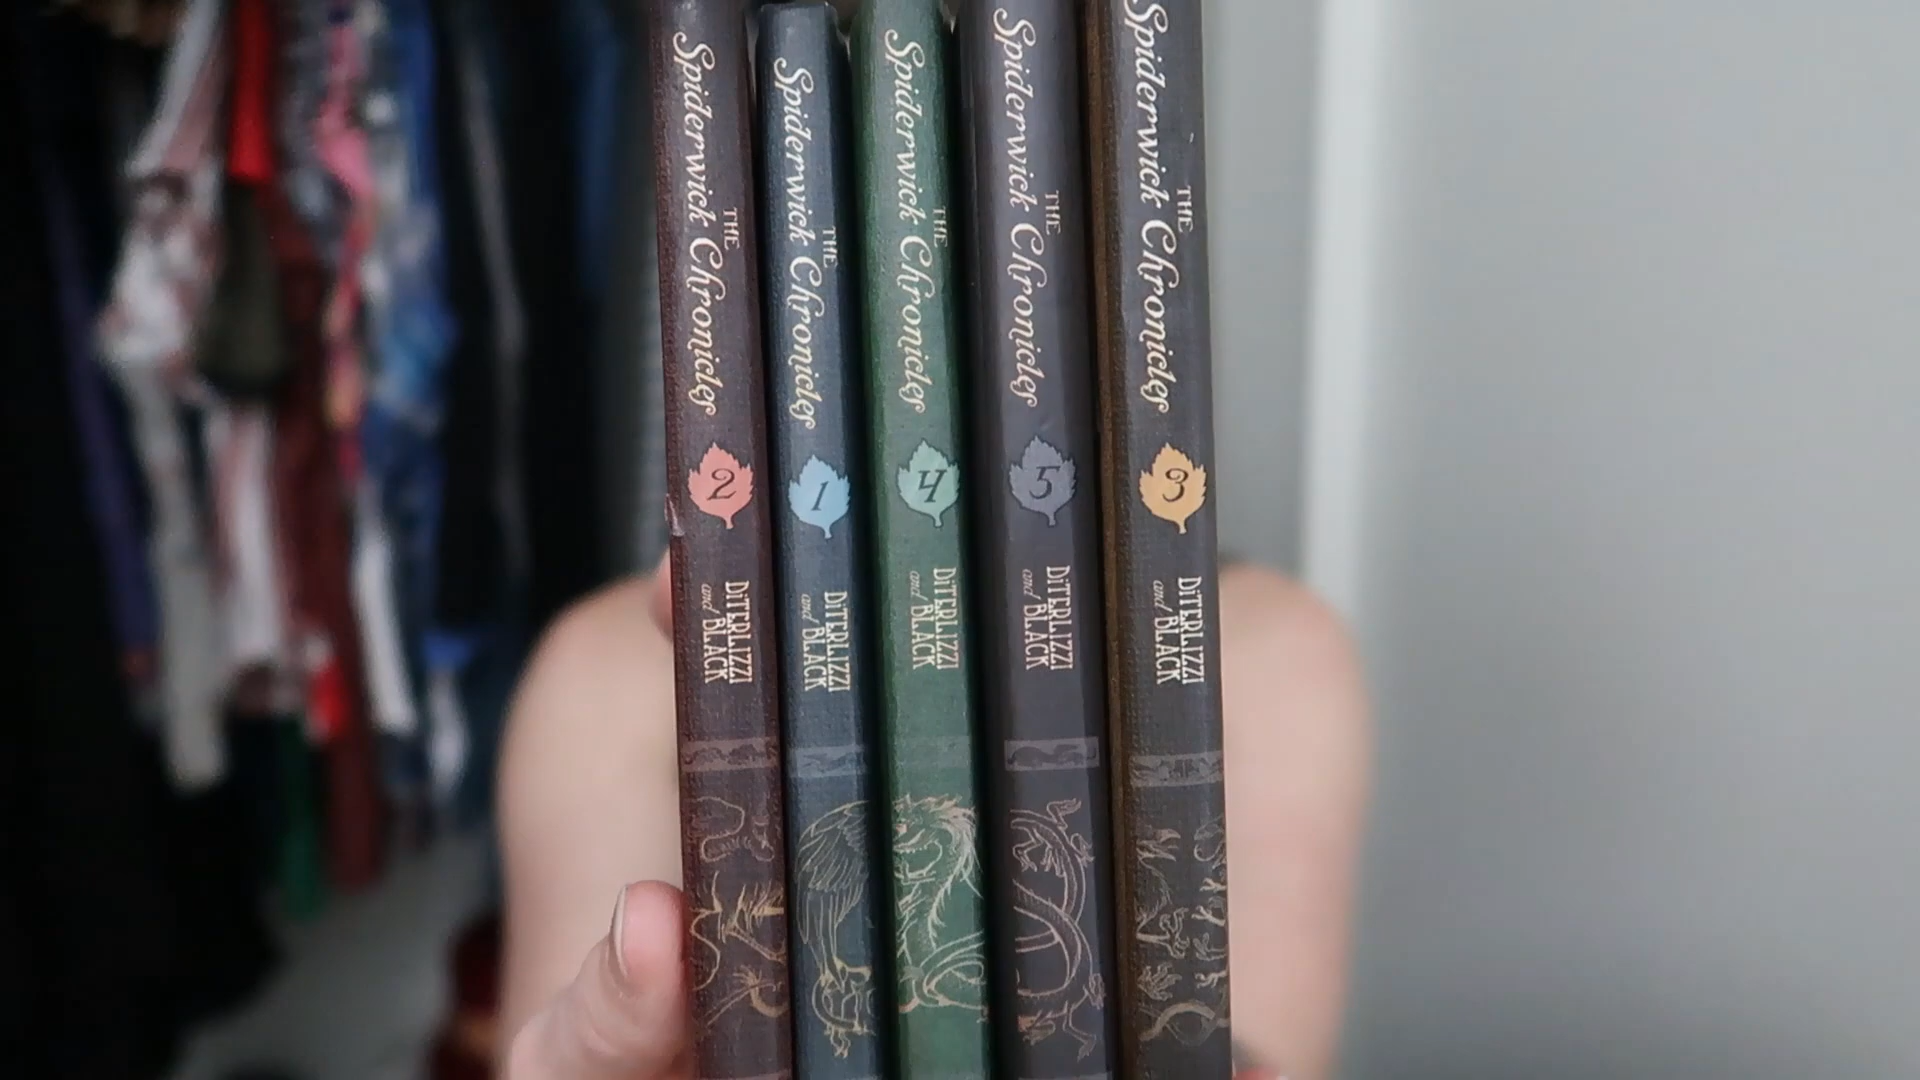 THE
Spiderwick Chronicles
2
DiTERLIZZI
and BLACK
THE
Spiderwick Chronicles
1
DiTERLIZZI
and BLACK
THE
Spiderwick Chronicles
4
DiTERLIZZI
and BLACK
THE
Spiderwick Chronicles
5
DiTERLIZZI
and BLACK
THE
Spiderwick Chronicles
3
DiTERLIZZI
and BLACK